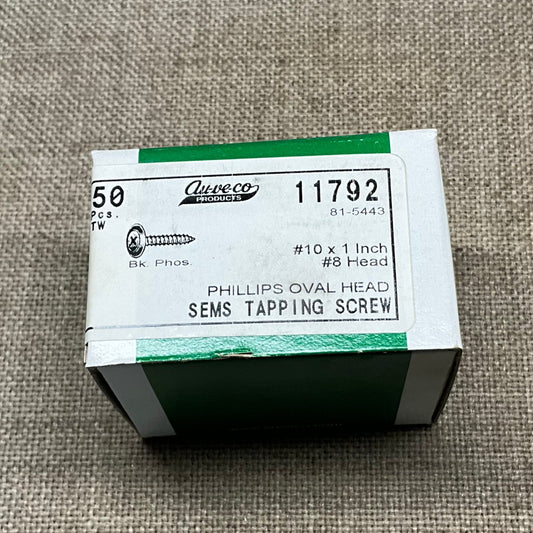 50
Pcs.
TW
Au-ve-co
PRODUCTS
11792
81-5443
Bk. Phos.
#10 x 1 Inch
#8 Head
PHILLIPS OVAL HEAD
SEMS TAPPING SCREW